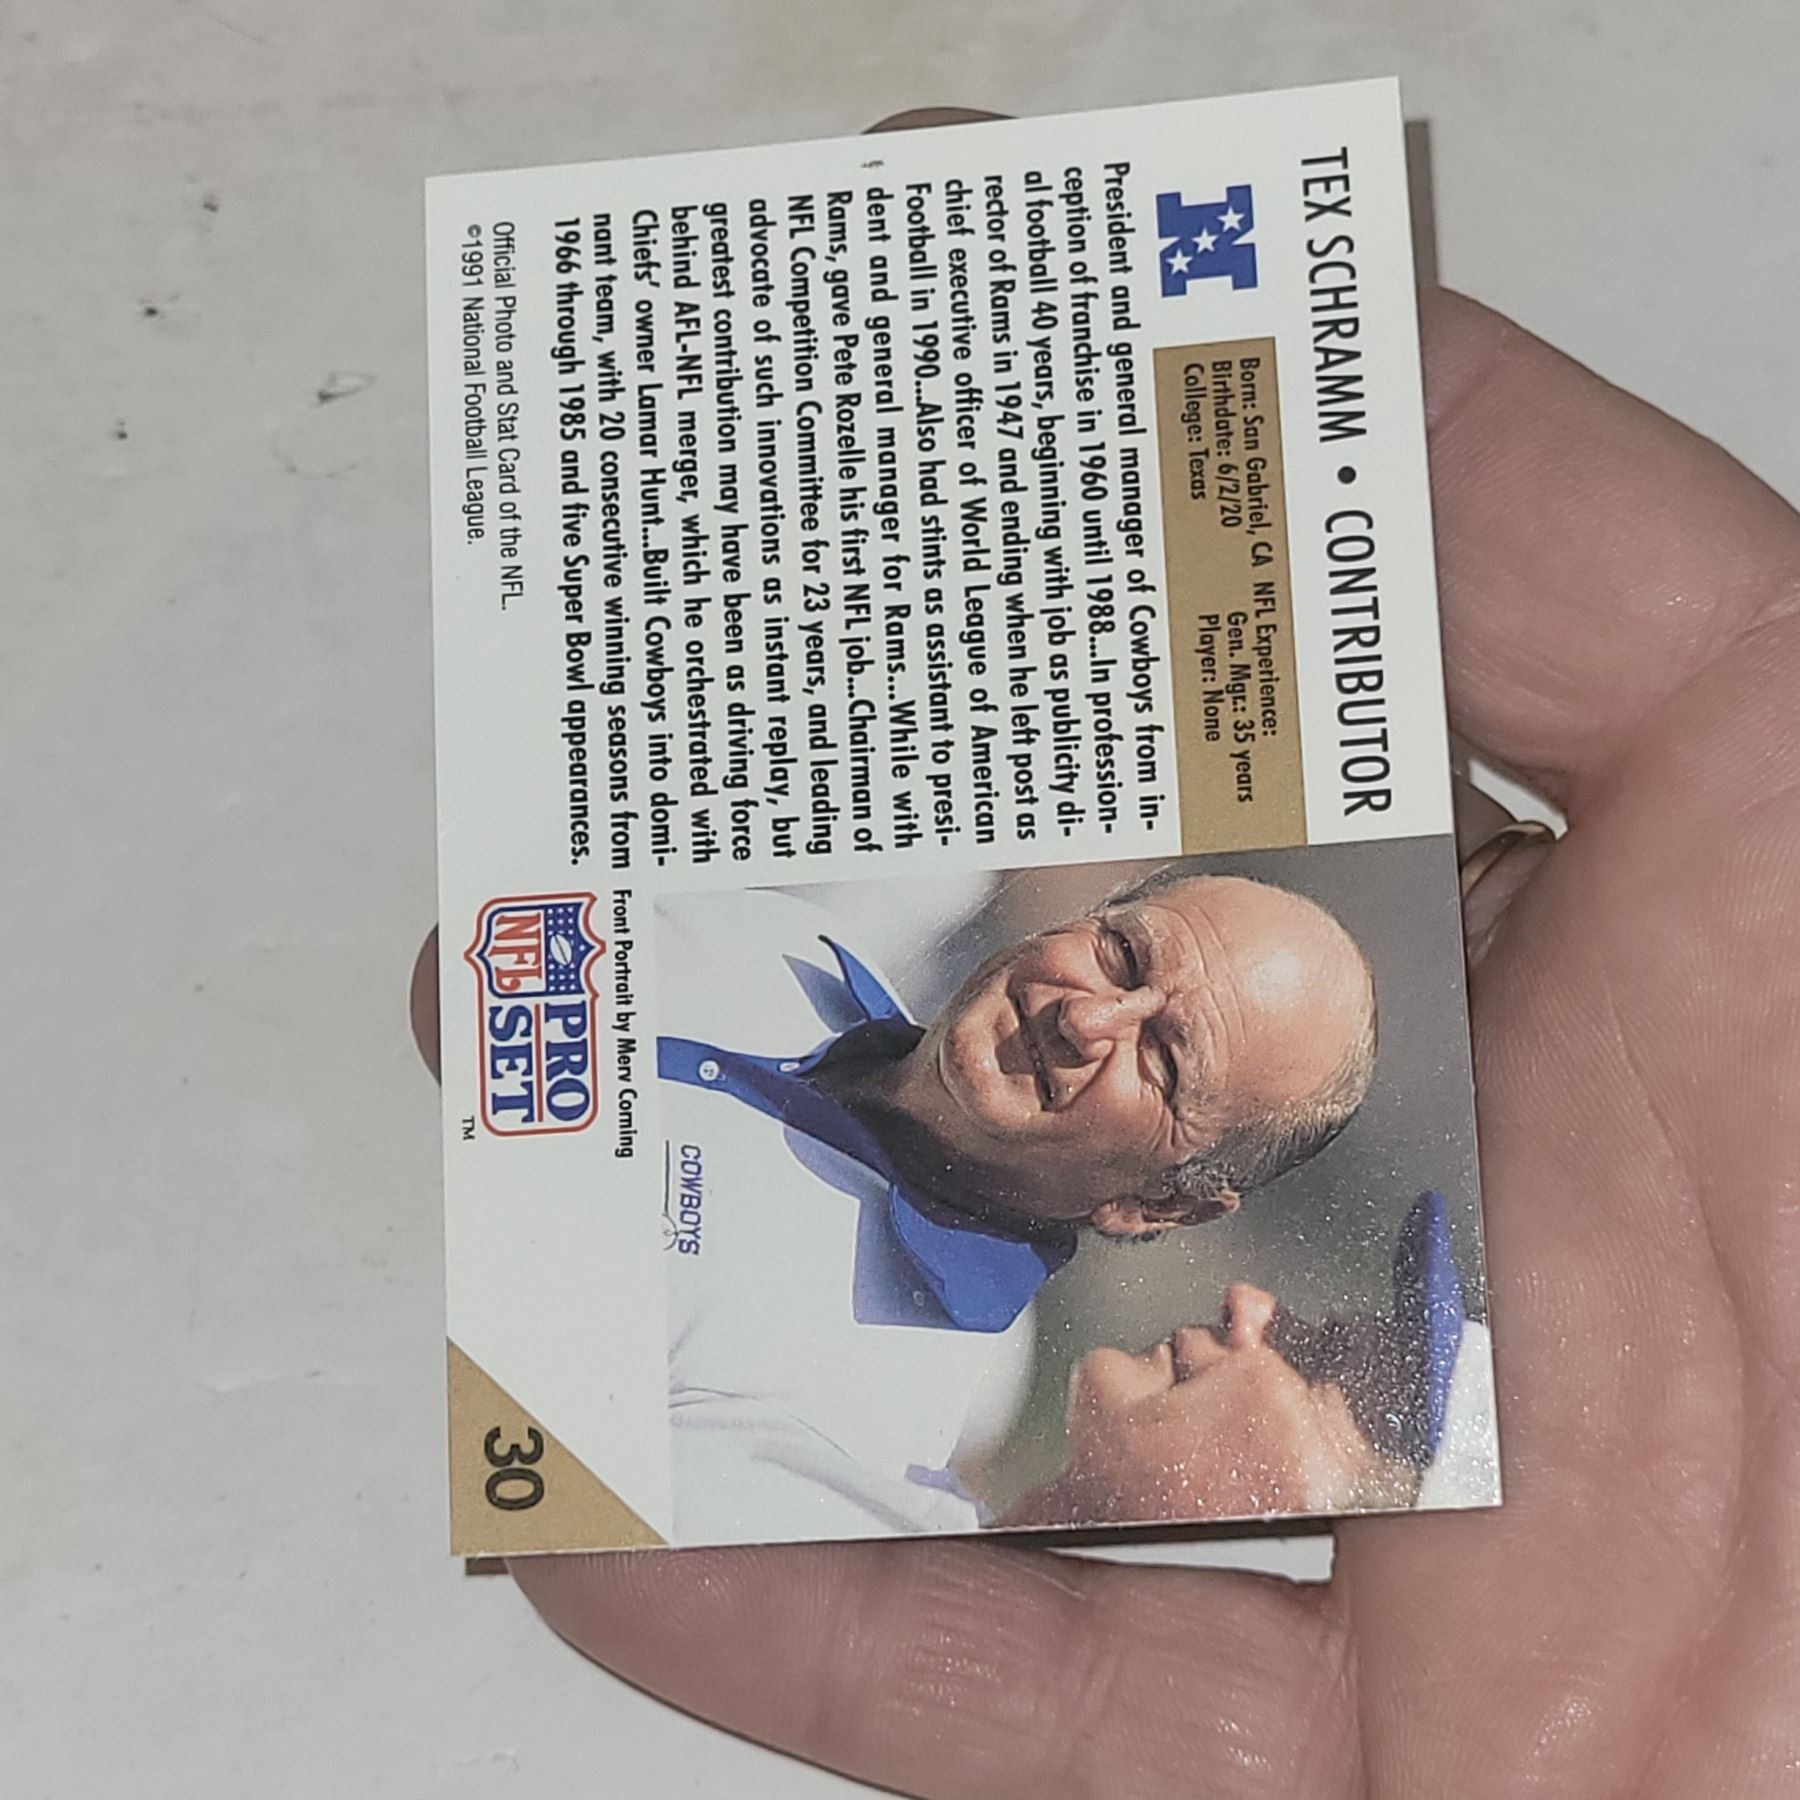 TEX SCHRAMM • CONTRIBUTOR
Born: San Gabriel, CA NFL Experience:
Birthdate: 6/2/20 Gen. Mgr.: 35 years
College: Texas Player: None
President and general manager of Cowboys from in-
ception of franchise in 1960 until 1988...In profession-
al football 40 years, beginning with job as publicity di-
rector of Rams in 1947 and ending when he left post as
chief executive officer of World League of American
Football in 1990...Also had stints as assistant to presi-
dent and general manager for Rams...While with
Rams, gave Pete Rozelle his first NFL job...Chairman of
NFL Competition Committee for 23 years, and leading
advocate of such innovations as instant replay, but
greatest contribution may have been as driving force
behind AFL-NFL merger, which he orchestrated with
Chiefs' owner Lamar Hunt...Built Cowboys into domi-
nant team, with 20 consecutive winning seasons from
1966 through 1985 and five Super Bowl appearances.
Official Photo and Stat Card of the NFL.
©1991 National Football League.
COWBOYS
Front Portrait by Merv Corning
NFL PRO
SET
TM
30